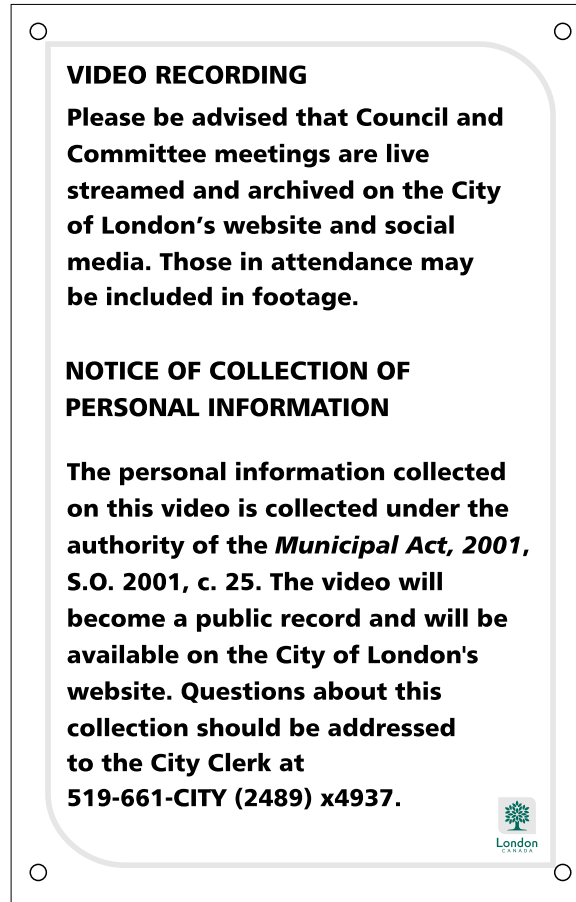 VIDEO RECORDING
Please be advised that Council and
Committee meetings are live
streamed and archived on the City
of London’s website and social
media. Those in attendance may
be included in footage.
NOTICE OF COLLECTION OF
PERSONAL INFORMATION
The personal information collected
on this video is collected under the
authority of the Municipal Act, 2001,
S.O. 2001, c. 25. The video will
become a public record and will be
available on the City of London's
website. Questions about this
collection should be addressed
to the City Clerk at
519-661-CITY (2489) x4937.
London
CANADA